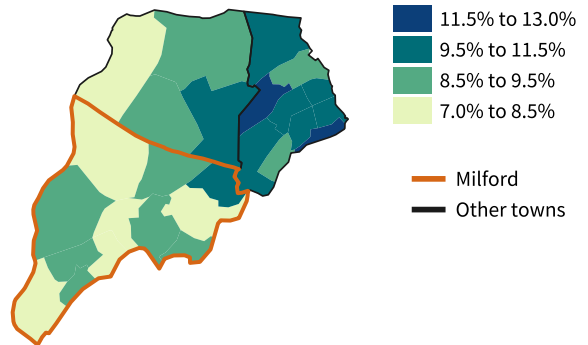 11.5% to 13.0%
9.5% to 11.5%
8.5% to 9.5%
7.0% to 8.5%
Milford
Other towns